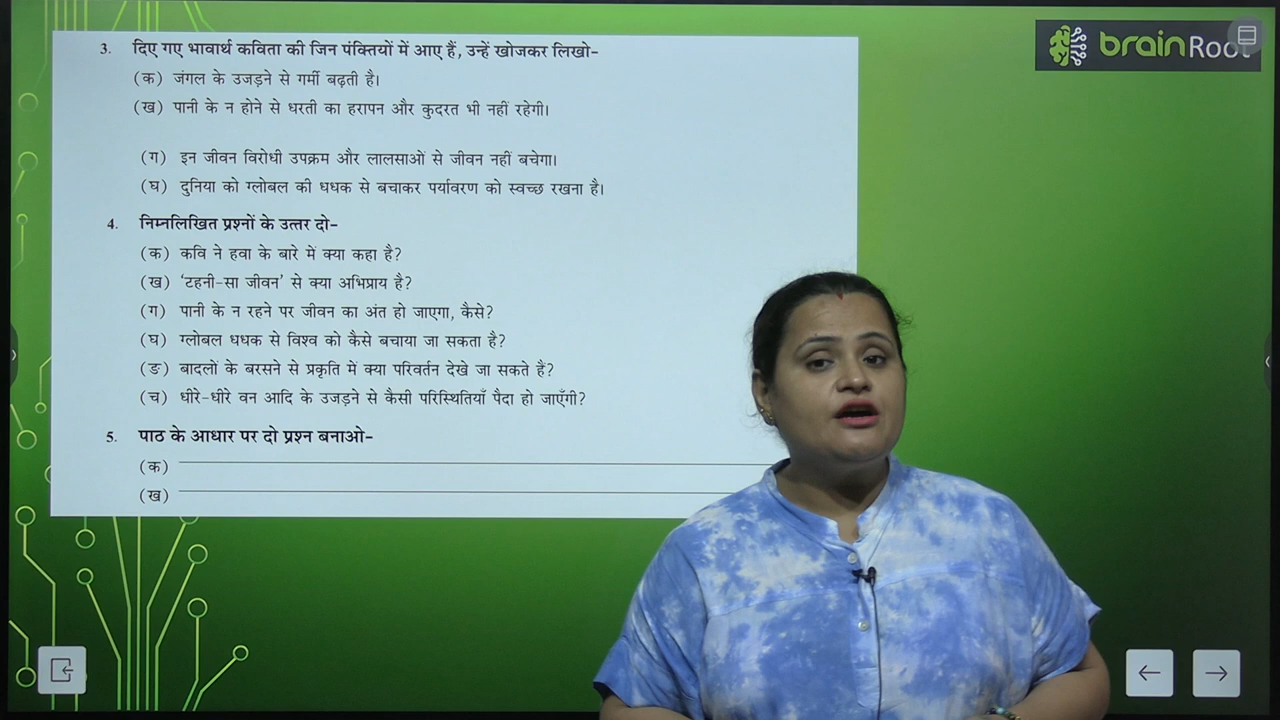 brainRoot
3. दिए गए भावार्थ कविता की जिन पंक्तियों में आए हैं, उन्हें खोजकर लिखो-
(क) जंगल के उजड़ने से गर्मी बढ़ती है।
(ख) पानी के न होने से धरती का हरापन और कुदरत भी नहीं रहेगी।
(ग) इन जीवन विरोधी उपक्रम और लालसाओं से जीवन नहीं बचेगा।
(घ) दुनिया को ग्लोबल की धधक से बचाकर पर्यावरण को स्वच्छ रखना है।
4. निम्नलिखित प्रश्नों के उत्तर दो-
(क) कवि ने हवा के बारे में क्या कहा है?
(ख) 'टहनी-सा जीवन' से क्या अभिप्राय है?
(ग) पानी के न रहने पर जीवन का अंत हो जाएगा, कैसे?
(घ) ग्लोबल धधक से विश्व को कैसे बचाया जा सकता है?
(ङ) बादलों के बरसने से प्रकृति में क्या परिवर्तन देखे जा सकते हैं?
(च) धीरे-धीरे वन आदि के उजड़ने से कैसी परिस्थितियाँ पैदा हो जाएँगी?
5. पाठ के आधार पर दो प्रश्न बनाओ-
(क)
(ख)